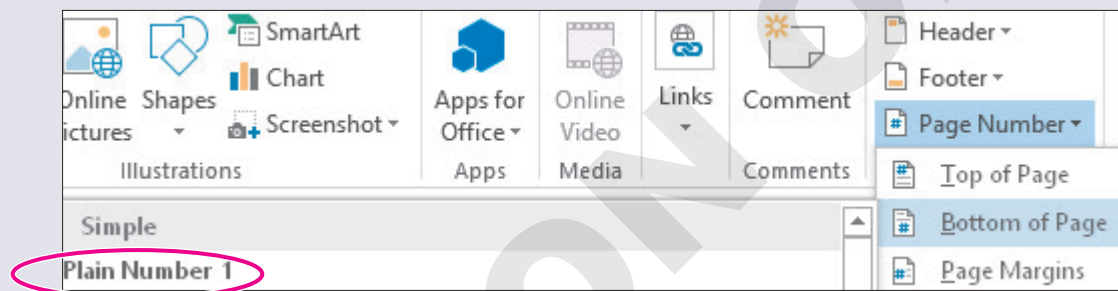 SmartArt
Chart
Screenshot
Online
ictures
Shapes
Illustrations
Apps for
Office
Apps
Online
Video
Media
Links
Comment
Comments
Header
Footer
Page Number
Top of Page
Bottom of Page
Page Margins
Simple
Plain Number 1